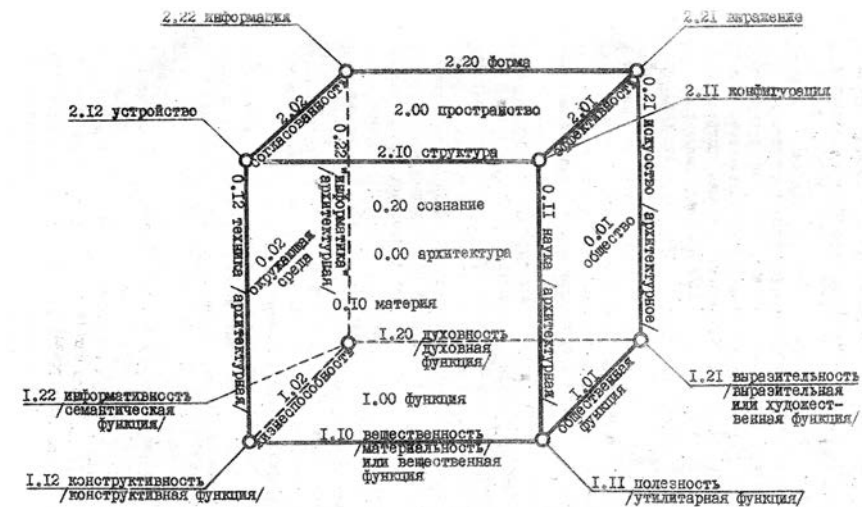 2.22 информация
2.21 выражение
2.20 форма
2.12 устройство
2.02
согласованность
2.00 пространство
2.01
эффективность
2.11 конфигурация
2.10 структура
0.12 техника /архитектурная/
0.22 "информатика"
/архитектурная/
0.11 наука /архитектурная/
0.21 искусство /архитектурное/
0.20 сознание
0.02
окружающая
среда
0.00 архитектура
0.01
общество
0.10 материя
1.20 духовность
/духовная
функция/
1.22 информативность
/семантическая
функция/
1.02
жизнеспособность
1.00 функция
1.01
общественная
функция
1.21 выразительность
/выразительная
или художест-
венная функция/
1.10 вещественность
/материальность/
или вещественная
функция
1.12 конструктивность
/конструктивная функция/
1.11 полезность
/утилитарная функция/